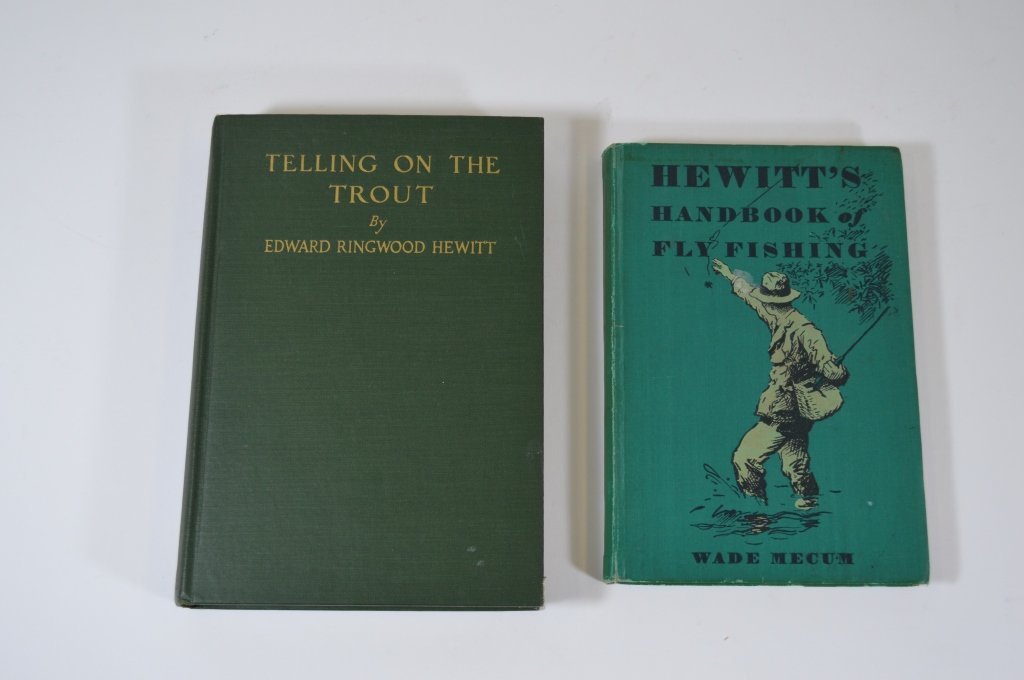 TELLING ON THE
TROUT
By
EDWARD RINGWOOD HEWITT
HEWITT'S
HANDBOOK of
FLY FISHING
WADE MECUM